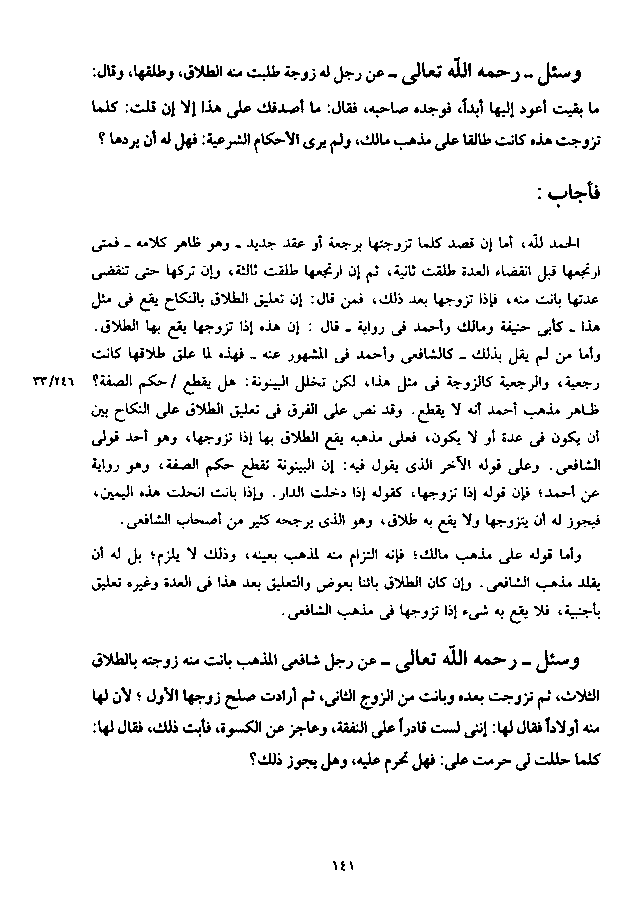 وسئل ـ رحمه الله تعالى ـ عن رجل له زوجة طلبت منه الطلاق، وطلقها، وقال:
ما بقيت أعود إليها أبداً، فوجده صاحبه، فقال: ما أصدقك على هذا إلا إن قلت: كلما
تزوجت هذه كانت طالقا على مذهب مالك، ولم يرى الأحكام الشرعية: فهل له أن يردها ؟
فأجاب :
الحمد لله، أما إن قصد كلما تزوجتها برجعة أو عقد جديد ـ وهو ظاهر كلامه ـ فمتى
ارتجعها قبل انقضاء العدة طلقت ثانية، ثم إن ارتجعها طلقت ثالثة، وإن تركها حتى تنقضى
عدتها بانت منه، فإذا تزوجها بعد ذلك، فمن قال: إن تعليق الطلاق بالنكاح يقع فى مثل
هذا ـ كأبى حنيفة ومالك وأحمد فى رواية ـ قال : إن هذه إذا تزوجها يقع بها الطلاق.
وأما من لم يقل بذلك ـ كالشافعى وأحمد فى المشهور عنه ـ فهذه لما علق طلاقها كانت
رجعية، والرجعية كالزوجة فى مثل هذا، لكن تخلل البينونة: هل يقطع / حكم الصفة؟ ٣٣/٢٤٦
ظاهر مذهب أحمد أنه لا يقطع. وقد نص على الفرق فى تعليق الطلاق على النكاح بين
أن يكون فى عدة أو لا يكون، فعلى مذهبه يقع الطلاق بها إذا تزوجها، وهو أحد قولى
الشافعى. وعلى قوله الآخر الذى يقول فيه: إن البينونة تقطع حكم الصفة، وهو رواية
عن أحمد؛ فإن قوله إذا تزوجها، كقوله إذا دخلت الدار. وإذا بانت انحلت هذه اليمين،
فيجوز له أن يتزوجها ولا يقع به طلاق، وهو الذى يرجحه كثير من أصحاب الشافعى.
وأما قوله على مذهب مالك؛ فإنه التزام منه لمذهب بعينه، وذلك لا يلزم؛ بل له أن
يقلد مذهب الشافعى. وإن كان الطلاق بائنا بعوض والتعليق بعد هذا فى العدة وغيره تعليق
بأجنبية، فلا يقع به شىء إذا تزوجها فى مذهب الشافعى.
وسئل ـ رحمه الله تعالى ـ عن رجل شافعى المذهب بانت منه زوجته بالطلاق
الثلاث، ثم تزوجت بعده وبانت من الزوج الثانى، ثم أرادت صلح زوجها الأول ؛ لأن لها
منه أولاداً فقال لها: إننى لست قادراً على النفقة، وعاجز عن الكسوة، فأبت ذلك، فقال لها:
كلما حللت لى حرمت على: فهل تحرم عليه، وهل يجوز ذلك؟
١٤١